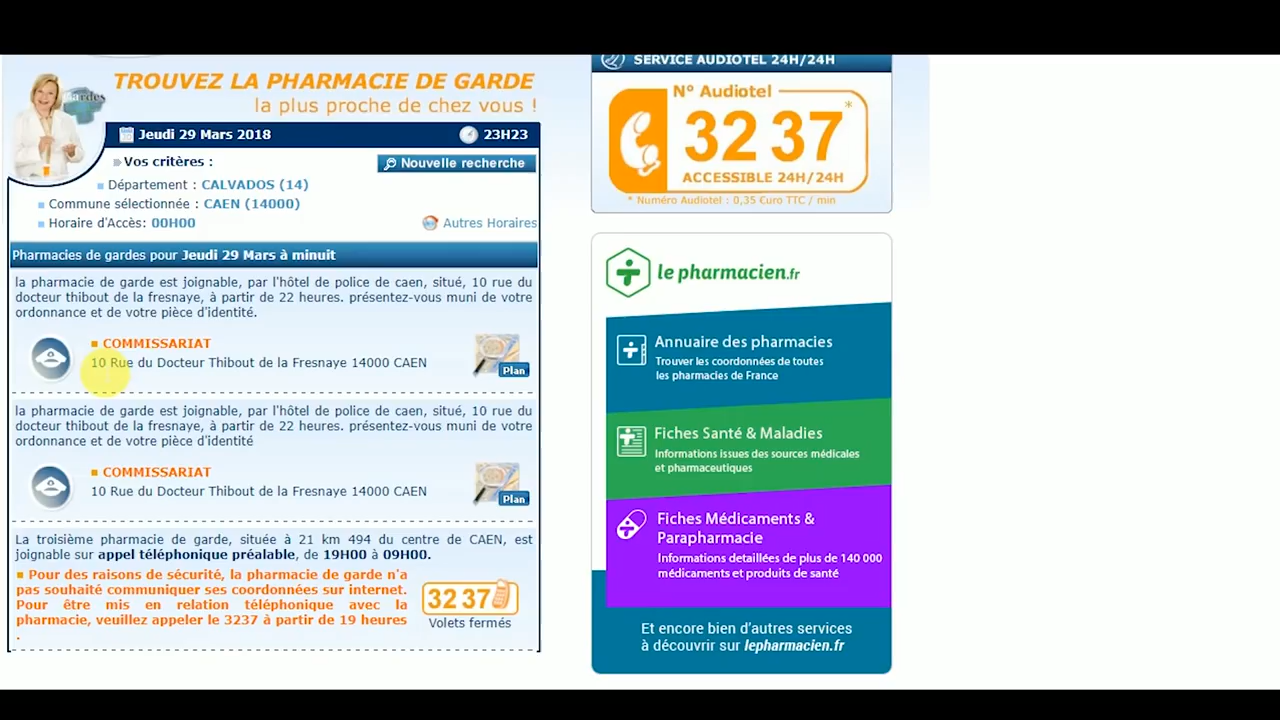 TROUVEZ LA PHARMACIE DE GARDE
la plus proche de chez vous !
Jeudi 29 Mars 2018
23H23
Vos critères :
Nouvelle recherche
Département : CALVADOS (14)
Commune sélectionnée : CAEN (14000)
Horaire d'Accès: 00H00
Autres Horaires
Pharmacies de gardes pour Jeudi 29 Mars à minuit
la pharmacie de garde est joignable, par l'hôtel de police de caen, situé, 10 rue du
docteur thibout de la fresnaye, à partir de 22 heures. présentez-vous muni de votre
ordonnance et de votre pièce d'identité.
COMMISSARIAT
10 Rue du Docteur Thibout de la Fresnaye 14000 CAEN
Plan
la pharmacie de garde est joignable, par l'hôtel de police de caen, situé, 10 rue du
docteur thibout de la fresnaye, à partir de 22 heures. présentez-vous muni de votre
ordonnance et de votre pièce d'identité
COMMISSARIAT
10 Rue du Docteur Thibout de la Fresnaye 14000 CAEN
Plan
La troisième pharmacie de garde, située à 21 km 494 du centre de CAEN, est
joignable sur appel téléphonique préalable, de 19H00 à 09H00.
Pour des raisons de sécurité, la pharmacie de garde n'a
pas souhaité communiquer ses coordonnées sur internet.
Pour être mis en relation téléphonique avec la
pharmacie, veuillez appeler le 3237 à partir de 19 heures
.
32 37
Volets fermés
SERVICE AUDIOTEL 24H/24H
N° Audiotel
32 37*
ACCESSIBLE 24H/24H
* Numéro Audiotel : 0,35 €uro TTC / min
le pharmacien.fr
Annuaire des pharmacies
Trouver les coordonnées de toutes
les pharmacies de France
Fiches Santé & Maladies
Informations issues des sources médicales
et pharmaceutiques
Fiches Médicaments &
Parapharmacie
Informations detaillées de plus de 140 000
médicaments et produits de santé
Et encore bien d'autres services
à découvrir sur lepharmacien.fr